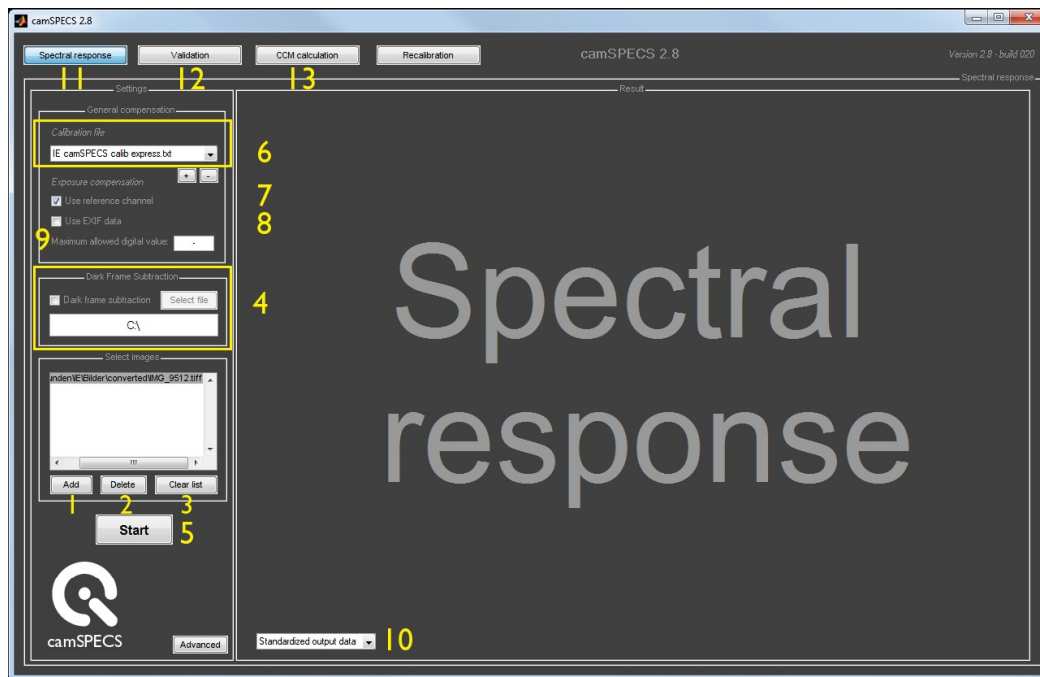 camSPECS 2.8
Spectral response
Validation
CCM calculation
Recalibration
camSPECS 2.8
Version 2.8 - build 020
11
12
13
Spectral response
Settings
Result
General compensation
Calibration file
IE camSPECS calib express.txt
6
+
-
Exposure compensation
Use reference channel
7
Use EXIF data
8
9
Maximum allowed digital value:
-
Dark Frame Subtraction
Dark frame subtraction
Select file
4
C:\
Select images
unden\IE\Bilder\converted\IMG_9512.tiff
Add
Delete
Clear list
1
2
3
Start
5
camSPECS
Advanced
Standardized output data
10
Spectral
response